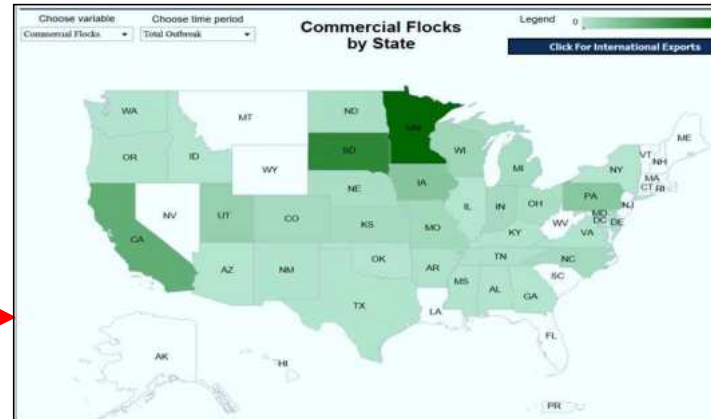 Choose variable
Commercial Flocks
Choose time period
Total Outbreak
Commercial Flocks
by State
Legend 0
Click For International Exports
WA
MT
ND
MN
ME
OR
ID
WY
SD
WI
MI
NY
VT
NH
MA
CT RI
NV
UT
CO
NE
IA
IL
IN
OH
PA
NJ
MD
DC DE
CA
KS
MO
KY
WV
VA
AZ
NM
OK
AR
TN
NC
SC
TX
MS
AL
GA
LA
FL
AK
HI
PR